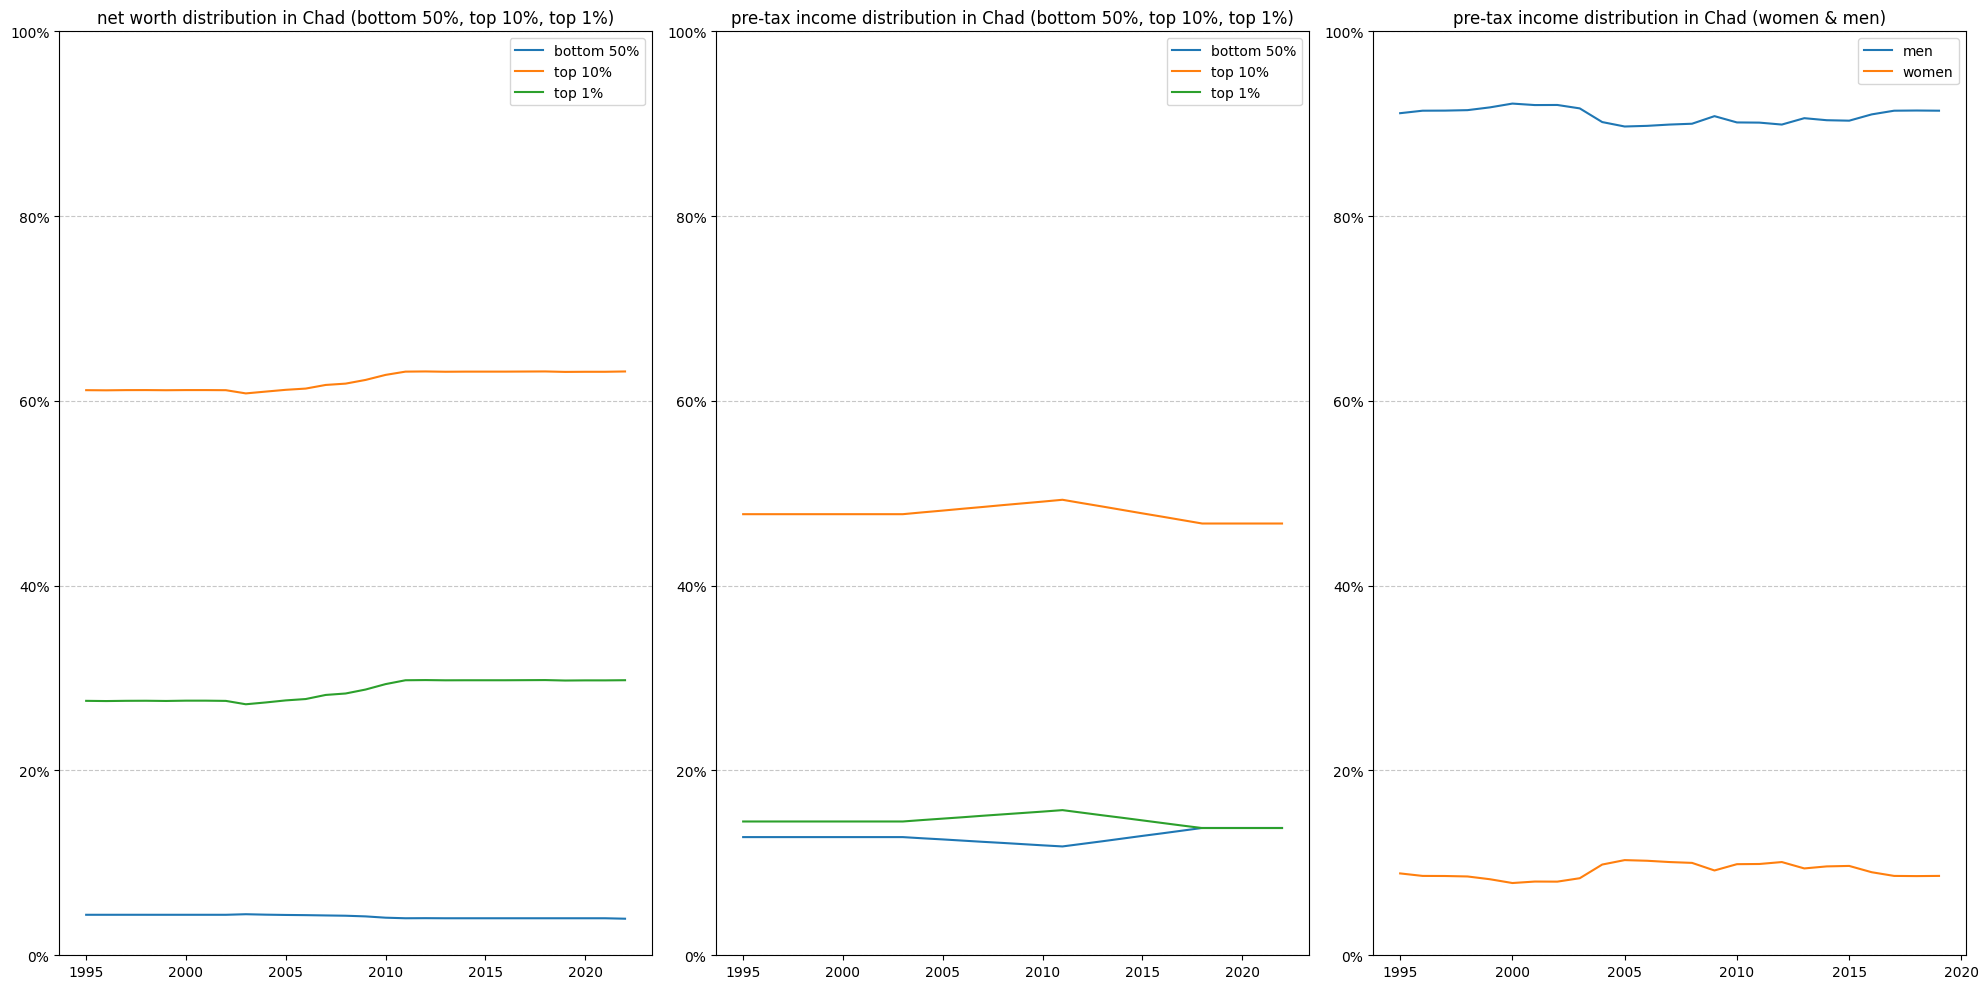 net worth distribution in Chad (bottom 50%, top 10%, top 1%)
100%
80%
60%
40%
20%
0%
1995 2000 2005 2010 2015 2020
bottom 50%
top 10%
top 1%
pre-tax income distribution in Chad (bottom 50%, top 10%, top 1%)
100%
80%
60%
40%
20%
0%
1995 2000 2005 2010 2015 2020
bottom 50%
top 10%
top 1%
pre-tax income distribution in Chad (women & men)
100%
80%
60%
40%
20%
0%
1995 2000 2005 2010 2015 2020
men
women